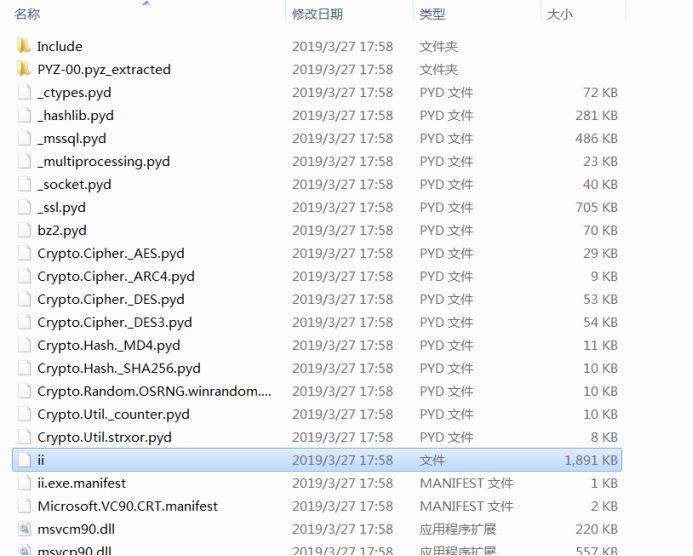 名称 修改日期 类型 大小
Include 2019/3/27 17:58 文件夹
PYZ-00.pyz_extracted 2019/3/27 17:58 文件夹
_ctypes.pyd 2019/3/27 17:58 PYD 文件 72 KB
_hashlib.pyd 2019/3/27 17:58 PYD 文件 281 KB
_mssql.pyd 2019/3/27 17:58 PYD 文件 486 KB
_multiprocessing.pyd 2019/3/27 17:58 PYD 文件 23 KB
_socket.pyd 2019/3/27 17:58 PYD 文件 40 KB
_ssl.pyd 2019/3/27 17:58 PYD 文件 705 KB
bz2.pyd 2019/3/27 17:58 PYD 文件 70 KB
Crypto.Cipher._AES.pyd 2019/3/27 17:58 PYD 文件 29 KB
Crypto.Cipher._ARC4.pyd 2019/3/27 17:58 PYD 文件 9 KB
Crypto.Cipher._DES.pyd 2019/3/27 17:58 PYD 文件 53 KB
Crypto.Cipher._DES3.pyd 2019/3/27 17:58 PYD 文件 54 KB
Crypto.Hash._MD4.pyd 2019/3/27 17:58 PYD 文件 11 KB
Crypto.Hash._SHA256.pyd 2019/3/27 17:58 PYD 文件 10 KB
Crypto.Random.OSRNG.winrandom.... 2019/3/27 17:58 PYD 文件 10 KB
Crypto.Util._counter.pyd 2019/3/27 17:58 PYD 文件 10 KB
Crypto.Util.strxor.pyd 2019/3/27 17:58 PYD 文件 8 KB
ii 2019/3/27 17:58 文件 1,891 KB
ii.exe.manifest 2019/3/27 17:58 MANIFEST 文件 1 KB
Microsoft.VC90.CRT.manifest 2019/3/27 17:58 MANIFEST 文件 2 KB
msvcm90.dll 2019/3/27 17:58 应用程序扩展 220 KB
msvcp90.dll 2019/3/27 17:58 应用程序扩展 557 KB